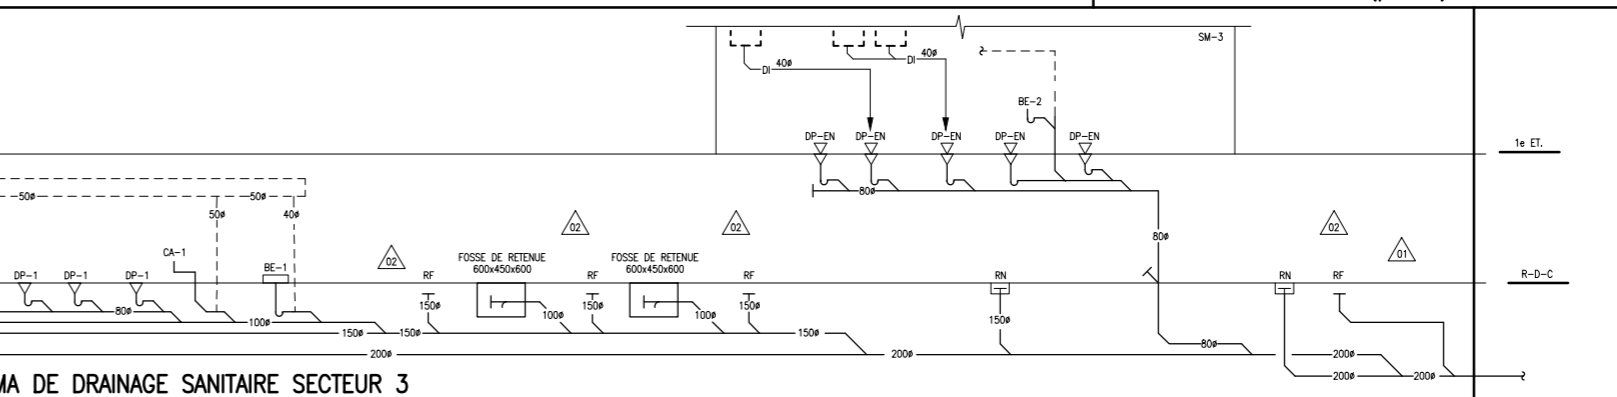 SM-3
40ø
40ø
DI
DI
BE-2
DP-EN
DP-EN
DP-EN
DP-EN
DP-EN
1e ET.
80ø
50ø
50ø
50ø
40ø
02
02
02
80ø
01
02
CA-1
FOSSE DE RETENUE
600x450x600
FOSSE DE RETENUE
600x450x600
DP-1
DP-1
DP-1
BE-1
RF
RF
RF
RN
RN
RF
R-D-C
150ø
150ø
150ø
80ø
100ø
100ø
100ø
150ø
150ø
150ø
150ø
80ø
200ø
200ø
200ø
200ø
200ø
MA DE DRAINAGE SANITAIRE SECTEUR 3